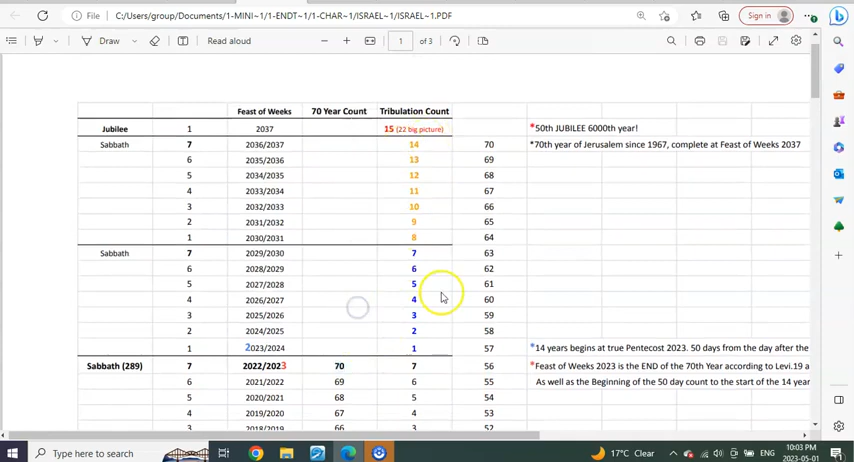 File C:/Users/group/Documents/1-MINI~1/ENDT~1/1-CHAR~1/ISRAEL~1/ISRAEL~1.PDF
Sign in
Draw
Read aloud
1
of 3
Feast of Weeks 70 Year Count Tribulation Count
Jubilee 1 2037 15 (22 big picture) *50th JUBILEE 6000th year!
Sabbath 7 2036/2037 14 70 *70th year of Jerusalem since 1967, complete at Feast of Weeks 2037
6 2035/2036 13 69
5 2034/2035 12 68
4 2033/2034 11 67
3 2032/2033 10 66
2 2031/2032 9 65
1 2030/2031 8 64
Sabbath 7 2029/2030 7 63
6 2028/2029 6 62
5 2027/2028 5 61
4 2026/2027 4 60
3 2025/2026 3 59
2 2024/2025 2 58
1 2023/2024 1 57 *14 years begins at true Pentecost 2023. 50 days from the day after the
Sabbath (289) 7 2022/2023 70 7 56 *Feast of Weeks 2023 is the END of the 70th Year according to Levi.19 a
6 2021/2022 69 6 55 As well as the Beginning of the 50 day count to the start of the 14 year
5 2020/2021 68 5 54
4 2019/2020 67 4 53
3 2018/2019 66 3 52
Type here to search
17°C Clear
ENG
10:03 PM
2023-05-01